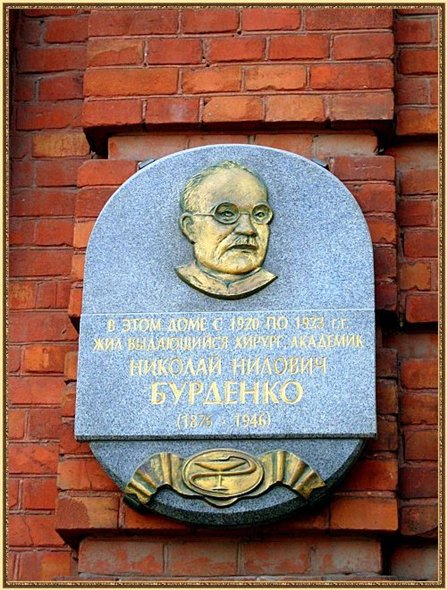 В ЭТОМ ДОМЕ С 1920 ПО 1923 г.г.
ЖИЛ ВЫДАЮЩИЙСЯ ХИРУРГ, АКАДЕМИК
НИКОЛАЙ НИЛОВИЧ
БУРДЕНКО
(1876 - 1946)